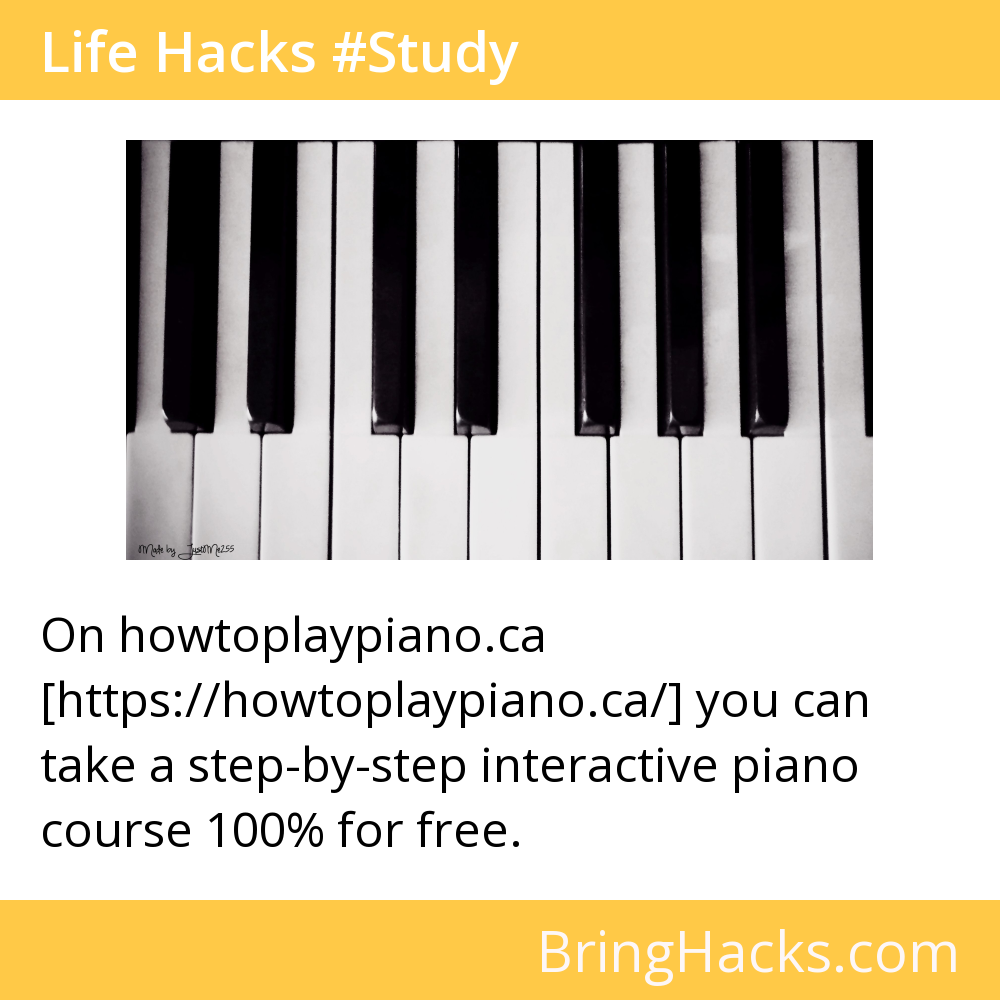 Life Hacks #Study
Made by JustMe255
On howtoplaypiano.ca
[https://howtoplaypiano.ca/] you can
take a step-by-step interactive piano
course 100% for free.
BringHacks.com